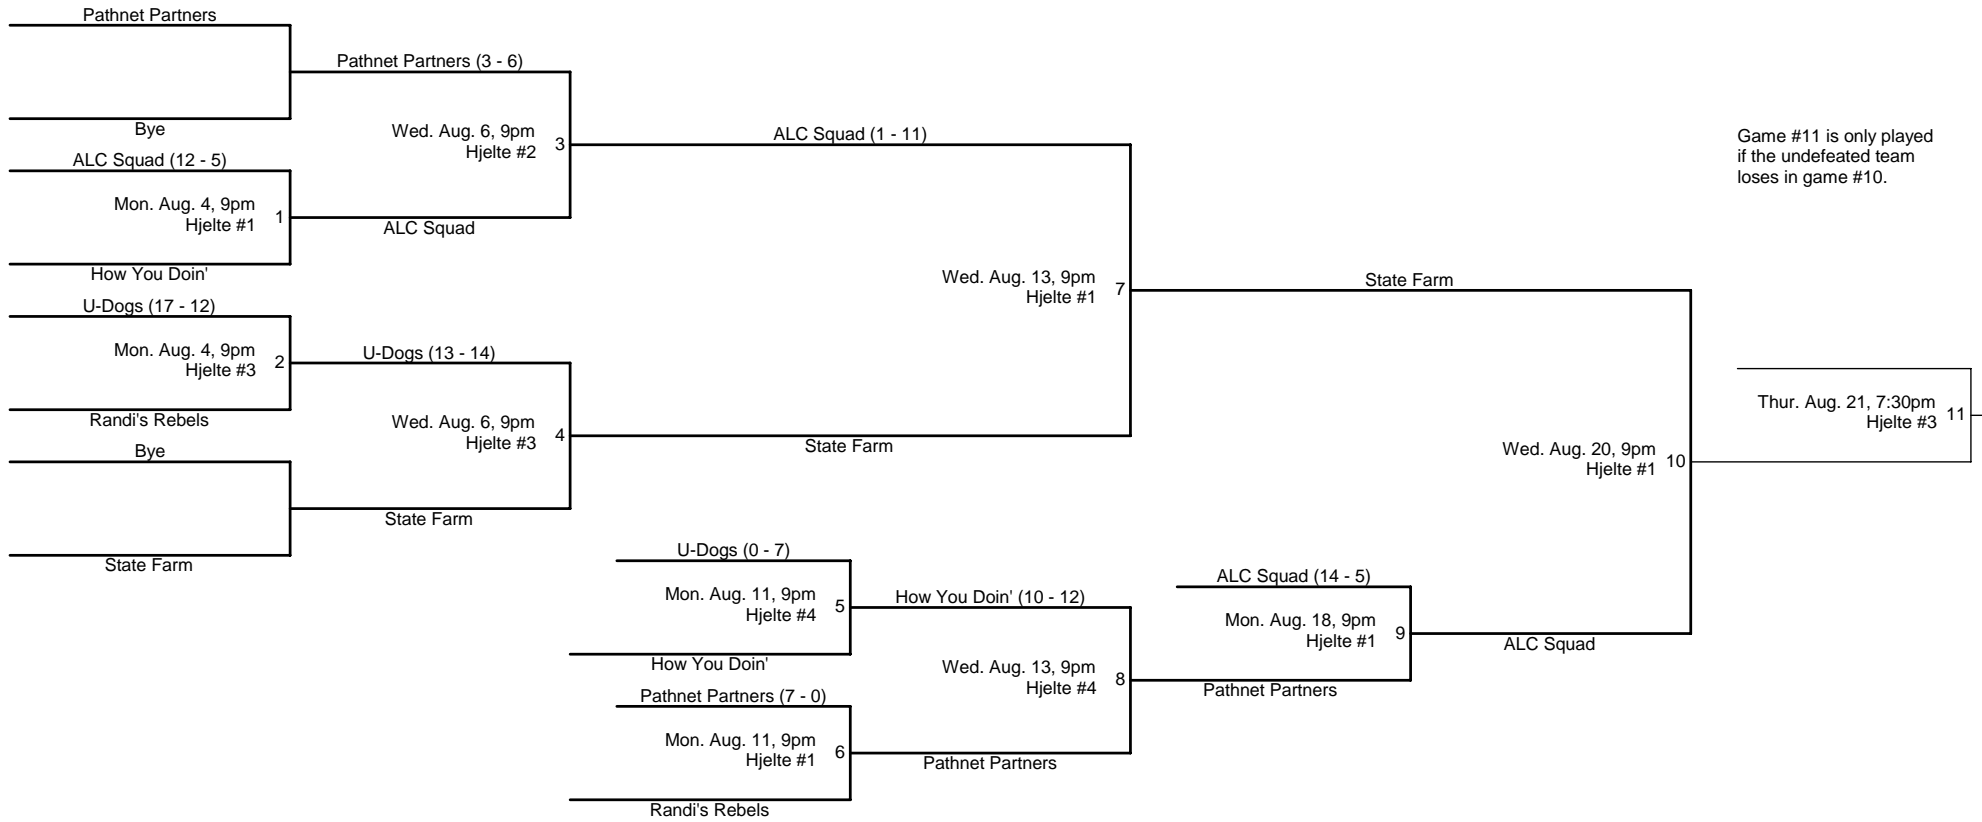 Pathnet Partners
Pathnet Partners (3 - 6)
Bye
Wed. Aug. 6, 9pm
Hjelte #2
3
ALC Squad (12 - 5)
Mon. Aug. 4, 9pm
Hjelte #1
1
ALC Squad
How You Doin'
ALC Squad (1 - 11)
U-Dogs (17 - 12)
Mon. Aug. 4, 9pm
Hjelte #3
2
U-Dogs (13 - 14)
Randi's Rebels
Wed. Aug. 6, 9pm
Hjelte #3
4
Bye
State Farm
State Farm
State Farm
Wed. Aug. 13, 9pm
Hjelte #1
7
State Farm
U-Dogs (0 - 7)
Mon. Aug. 11, 9pm
Hjelte #4
5
How You Doin'
How You Doin' (10 - 12)
Pathnet Partners (7 - 0)
Mon. Aug. 11, 9pm
Hjelte #1
6
Randi's Rebels
Pathnet Partners
Wed. Aug. 13, 9pm
Hjelte #4
8
ALC Squad (14 - 5)
Mon. Aug. 18, 9pm
Hjelte #1
9
Pathnet Partners
ALC Squad
Wed. Aug. 20, 9pm
Hjelte #1
10
Game #11 is only played
if the undefeated team
loses in game #10.
Thur. Aug. 21, 7:30pm
Hjelte #3
11